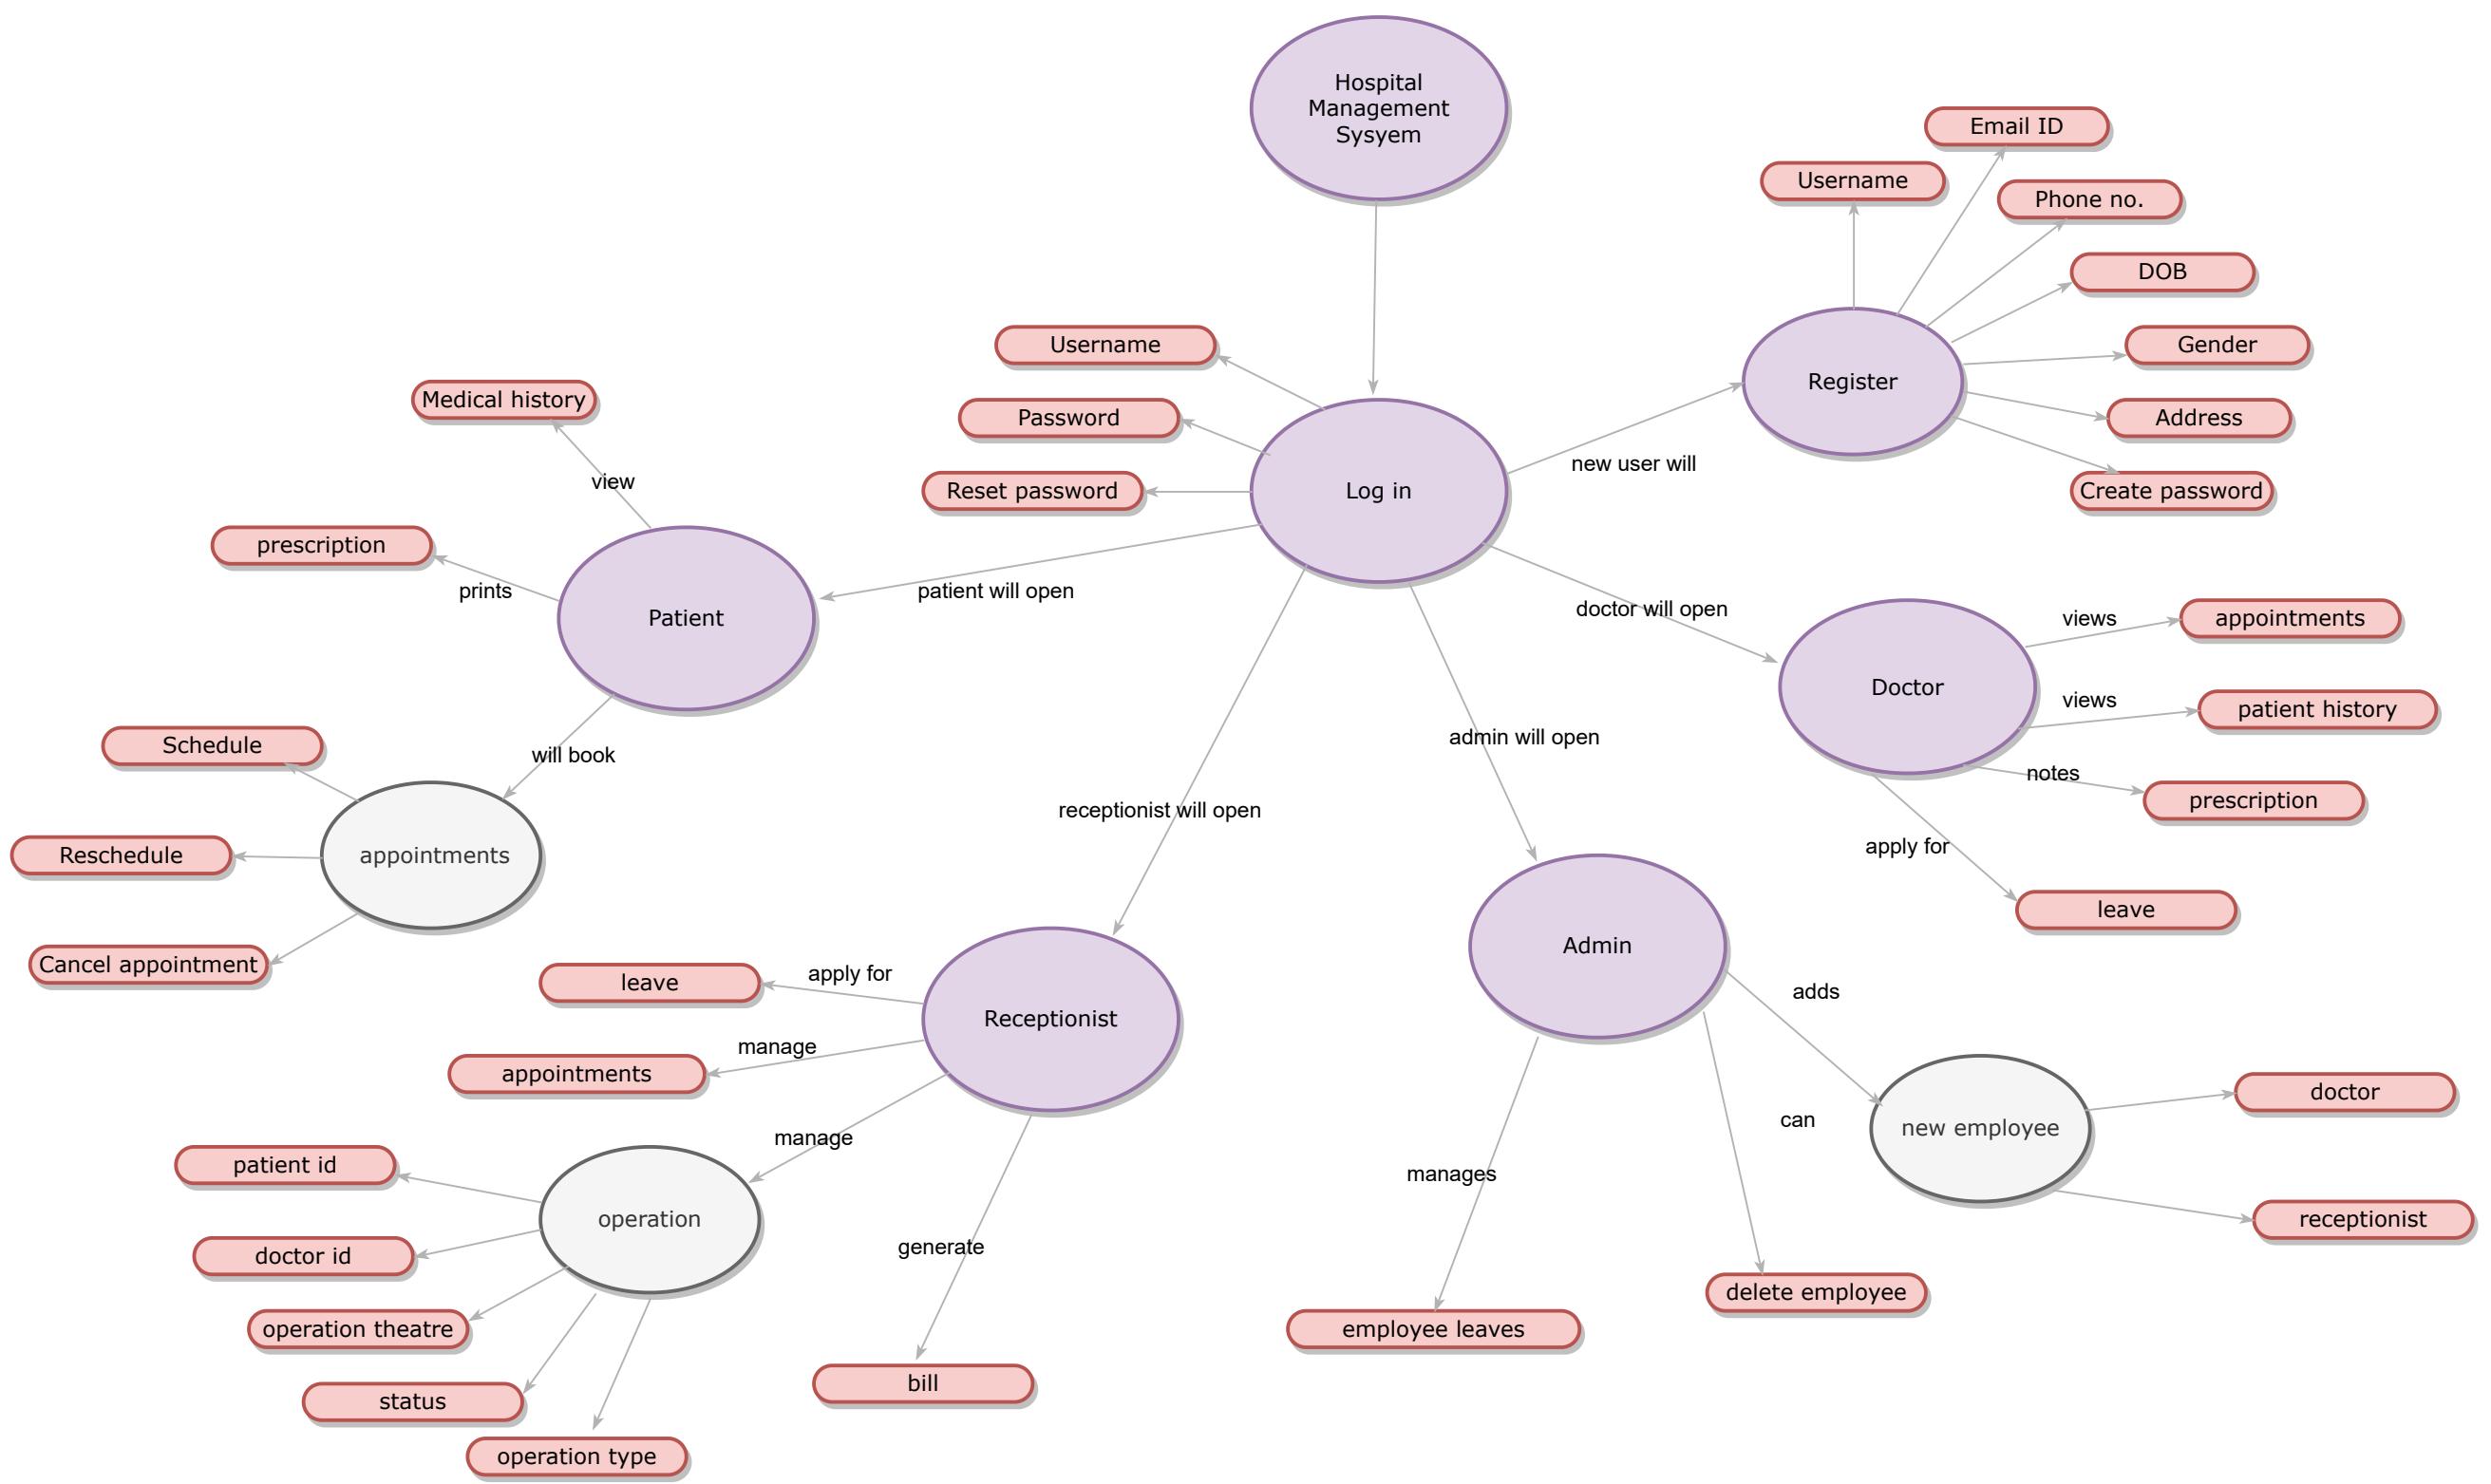 Hospital
Management
Sysyem
Email ID
Username
Phone no.
DOB
Username
Gender
Register
Medical history
Password
Address
new user will
view
Reset password
Log in
Create password
prescription
prints
patient will open
doctor will open
Patient
views
appointments
Doctor
views
patient history
Schedule
will book
admin will open
notes
prescription
receptionist will open
Reschedule
appointments
apply for
leave
Admin
Cancel appointment
leave
apply for
adds
Receptionist
manage
appointments
doctor
can
new employee
manage
patient id
manages
operation
receptionist
doctor id
generate
delete employee
operation theatre
employee leaves
bill
status
operation type